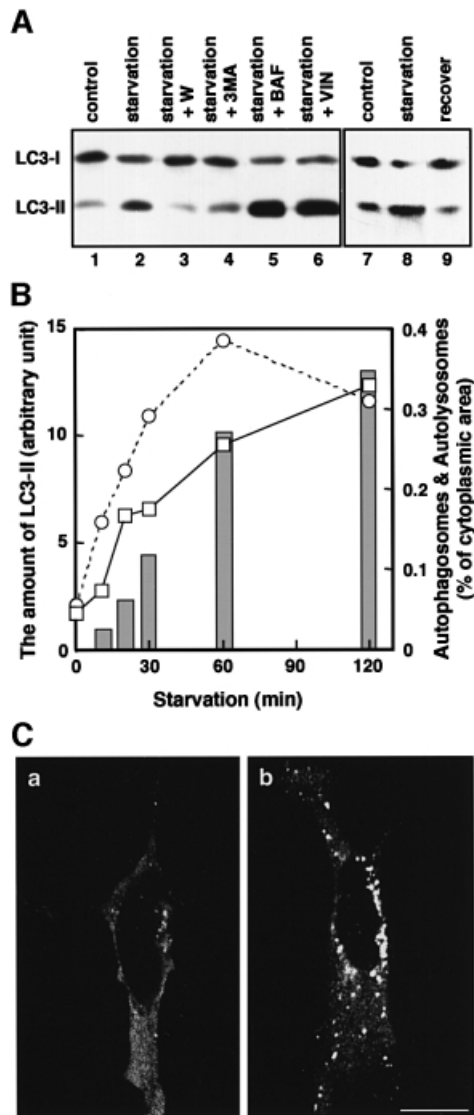 A
control
starvation
starvation
+ W
starvation
+ 3MA
starvation
+ BAF
starvation
+ VIN
control
starvation
recover
LC3-I
LC3-II
1 2 3 4 5 6 7 8 9
B
The amount of LC3-II (arbitrary unit)
15
10
5
0
0.4
0.3
0.2
0.1
0
Autophagosomes & Autolysosomes
(% of cytoplasmic area)
0 30 60 90 120
Starvation (min)
C
a
b